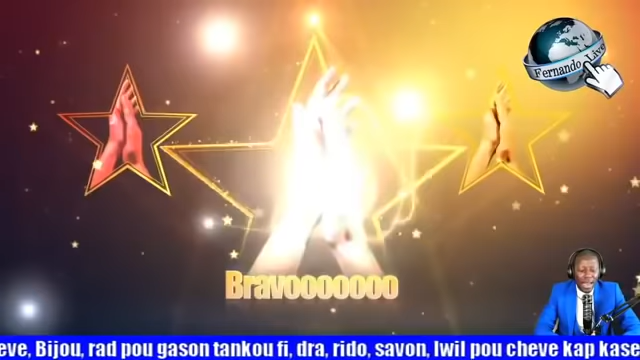 Fernando Live
Bravooooooo
eve, Bijou, rad pou gason tankou fi, dra, rido, savon, lwil pou cheve kap kase